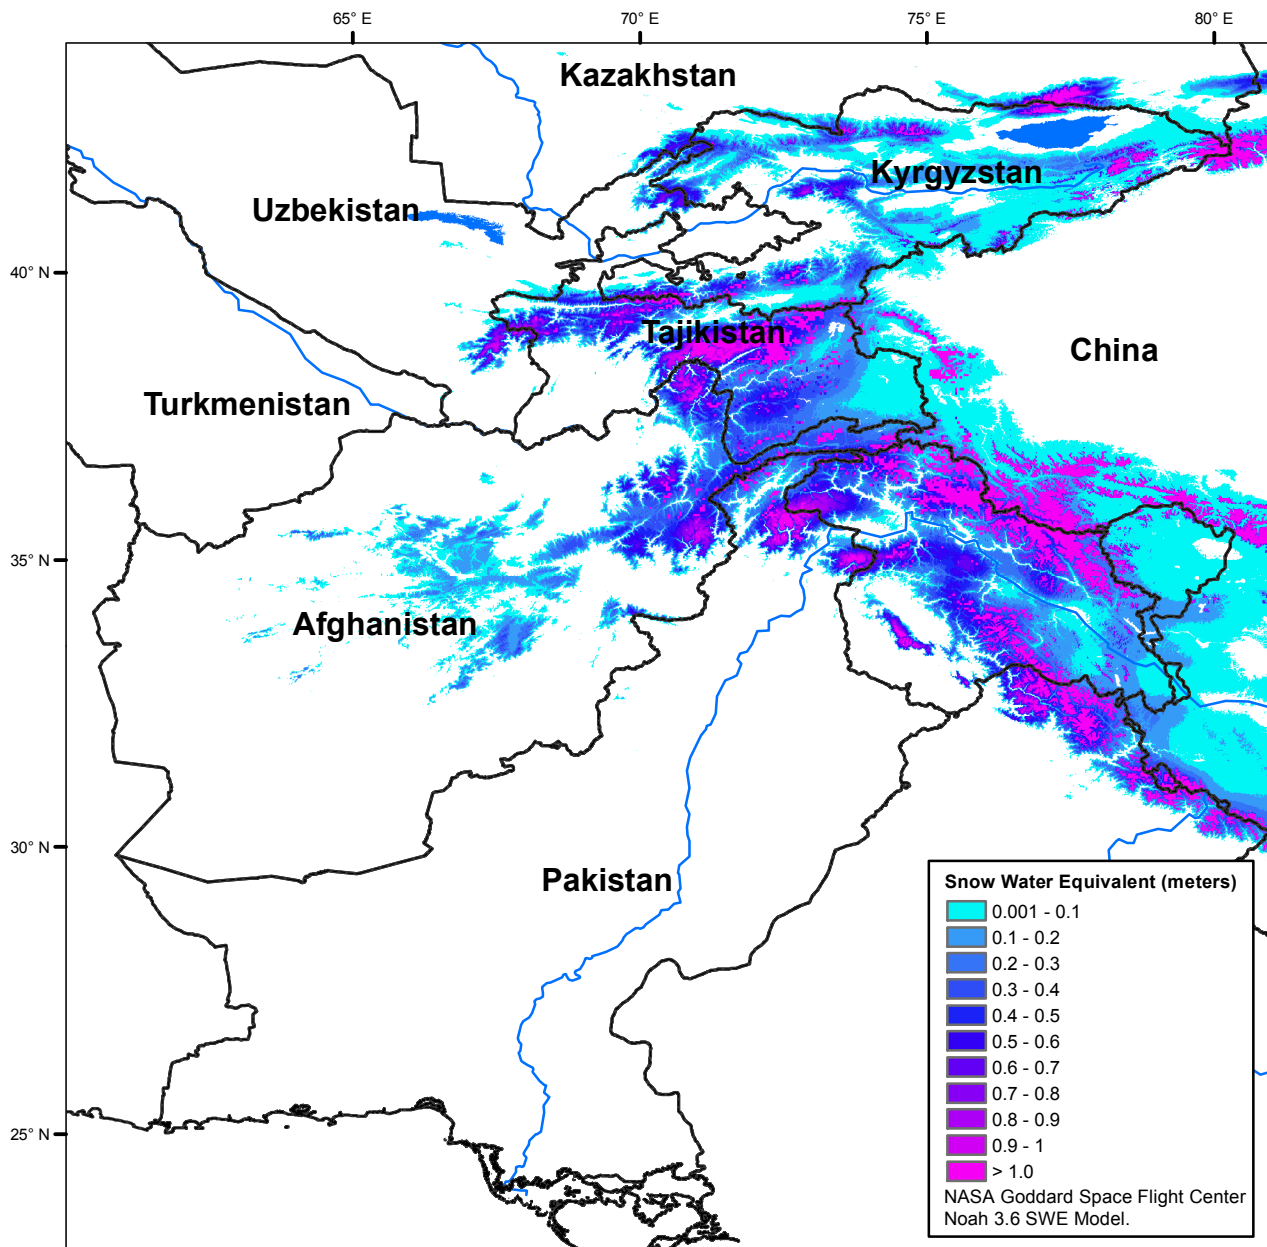 65° E
70° E
75° E
80° E
Kazakhstan
Kyrgyzstan
Uzbekistan
40° N
Tajikistan
China
Turkmenistan
35° N
Afghanistan
30° N
Pakistan
25° N
Snow Water Equivalent (meters)
0.001 - 0.1
0.1 - 0.2
0.2 - 0.3
0.3 - 0.4
0.4 - 0.5
0.5 - 0.6
0.6 - 0.7
0.7 - 0.8
0.8 - 0.9
0.9 - 1
> 1.0
NASA Goddard Space Flight Center
Noah 3.6 SWE Model.